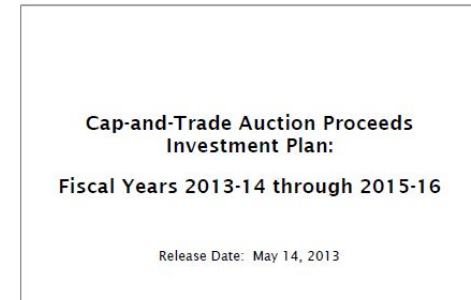 Cap-and-Trade Auction Proceeds
Investment Plan:
Fiscal Years 2013-14 through 2015-16
Release Date:  May 14, 2013